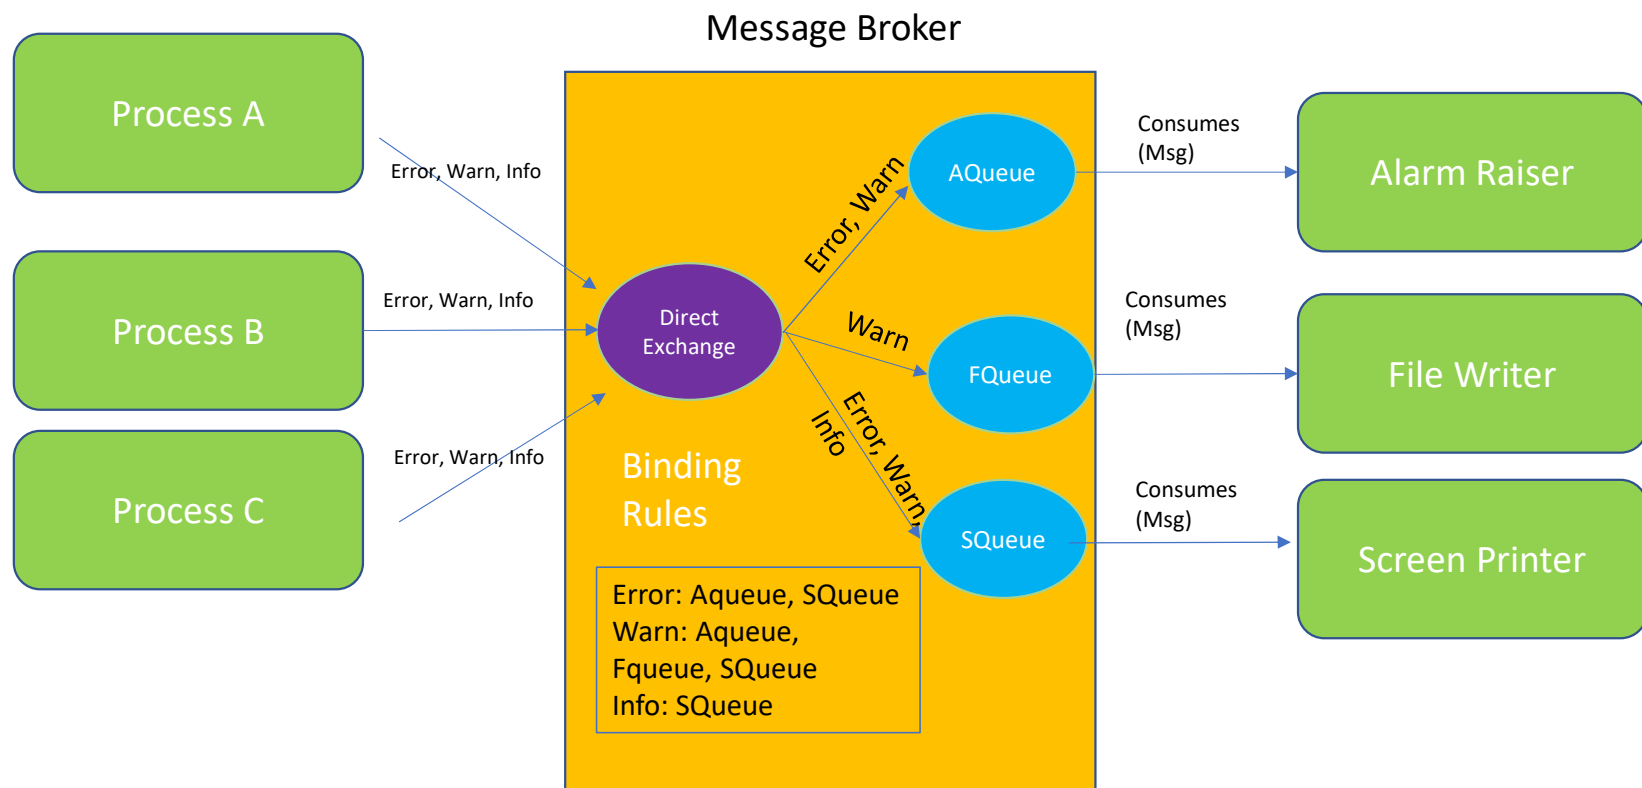 Message Broker
Process A
Error, Warn, Info
Process B
Error, Warn, Info
Process C
Error, Warn, Info
Direct
Exchange
Error, Warn
Warn
Error, Warn,
Info
AQueue
FQueue
SQueue
Binding
Rules
Error: Aqueue, SQueue
Warn: Aqueue,
Fqueue, SQueue
Info: SQueue
Consumes
(Msg)
Alarm Raiser
Consumes
(Msg)
File Writer
Consumes
(Msg)
Screen Printer